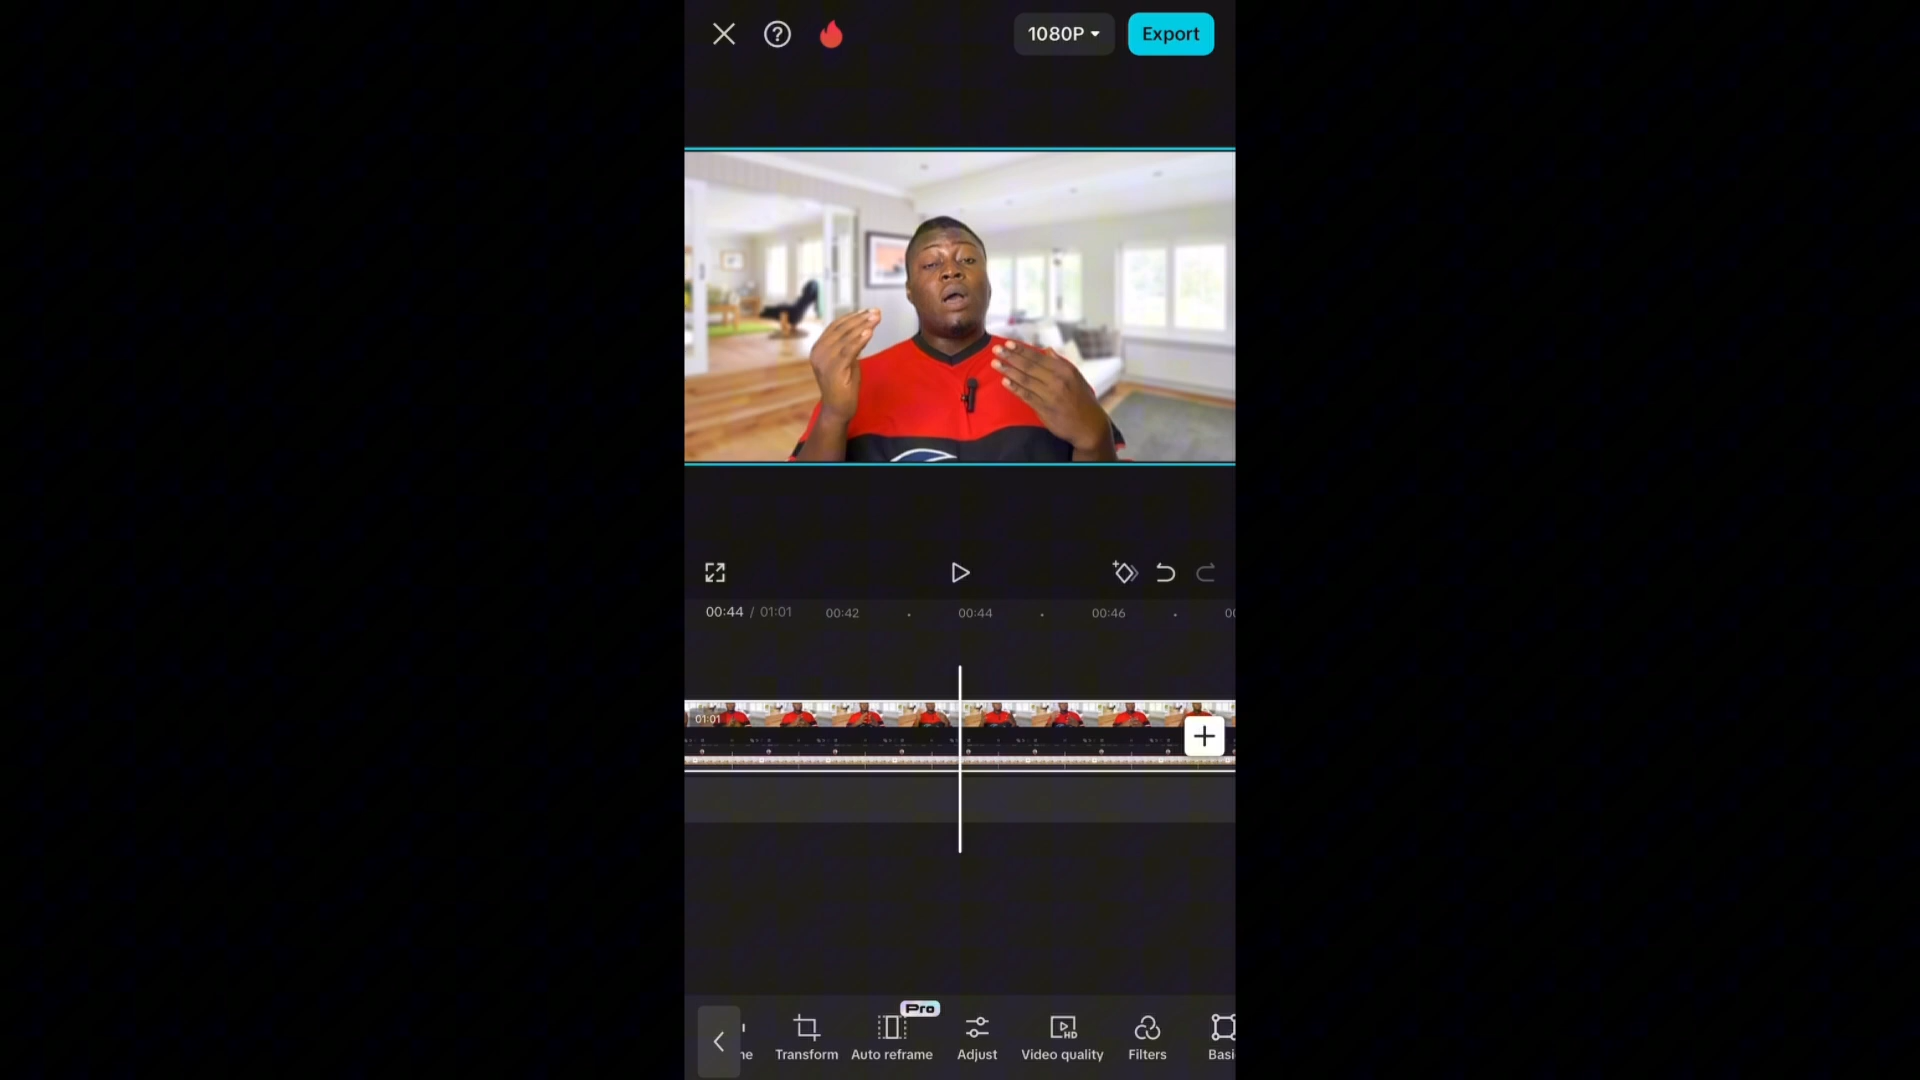 1080P
Export
00:44 / 01:01
00:42
00:44
00:46
01:01
Pro
Transform
Auto reframe
Adjust
Video quality
HD
Filters